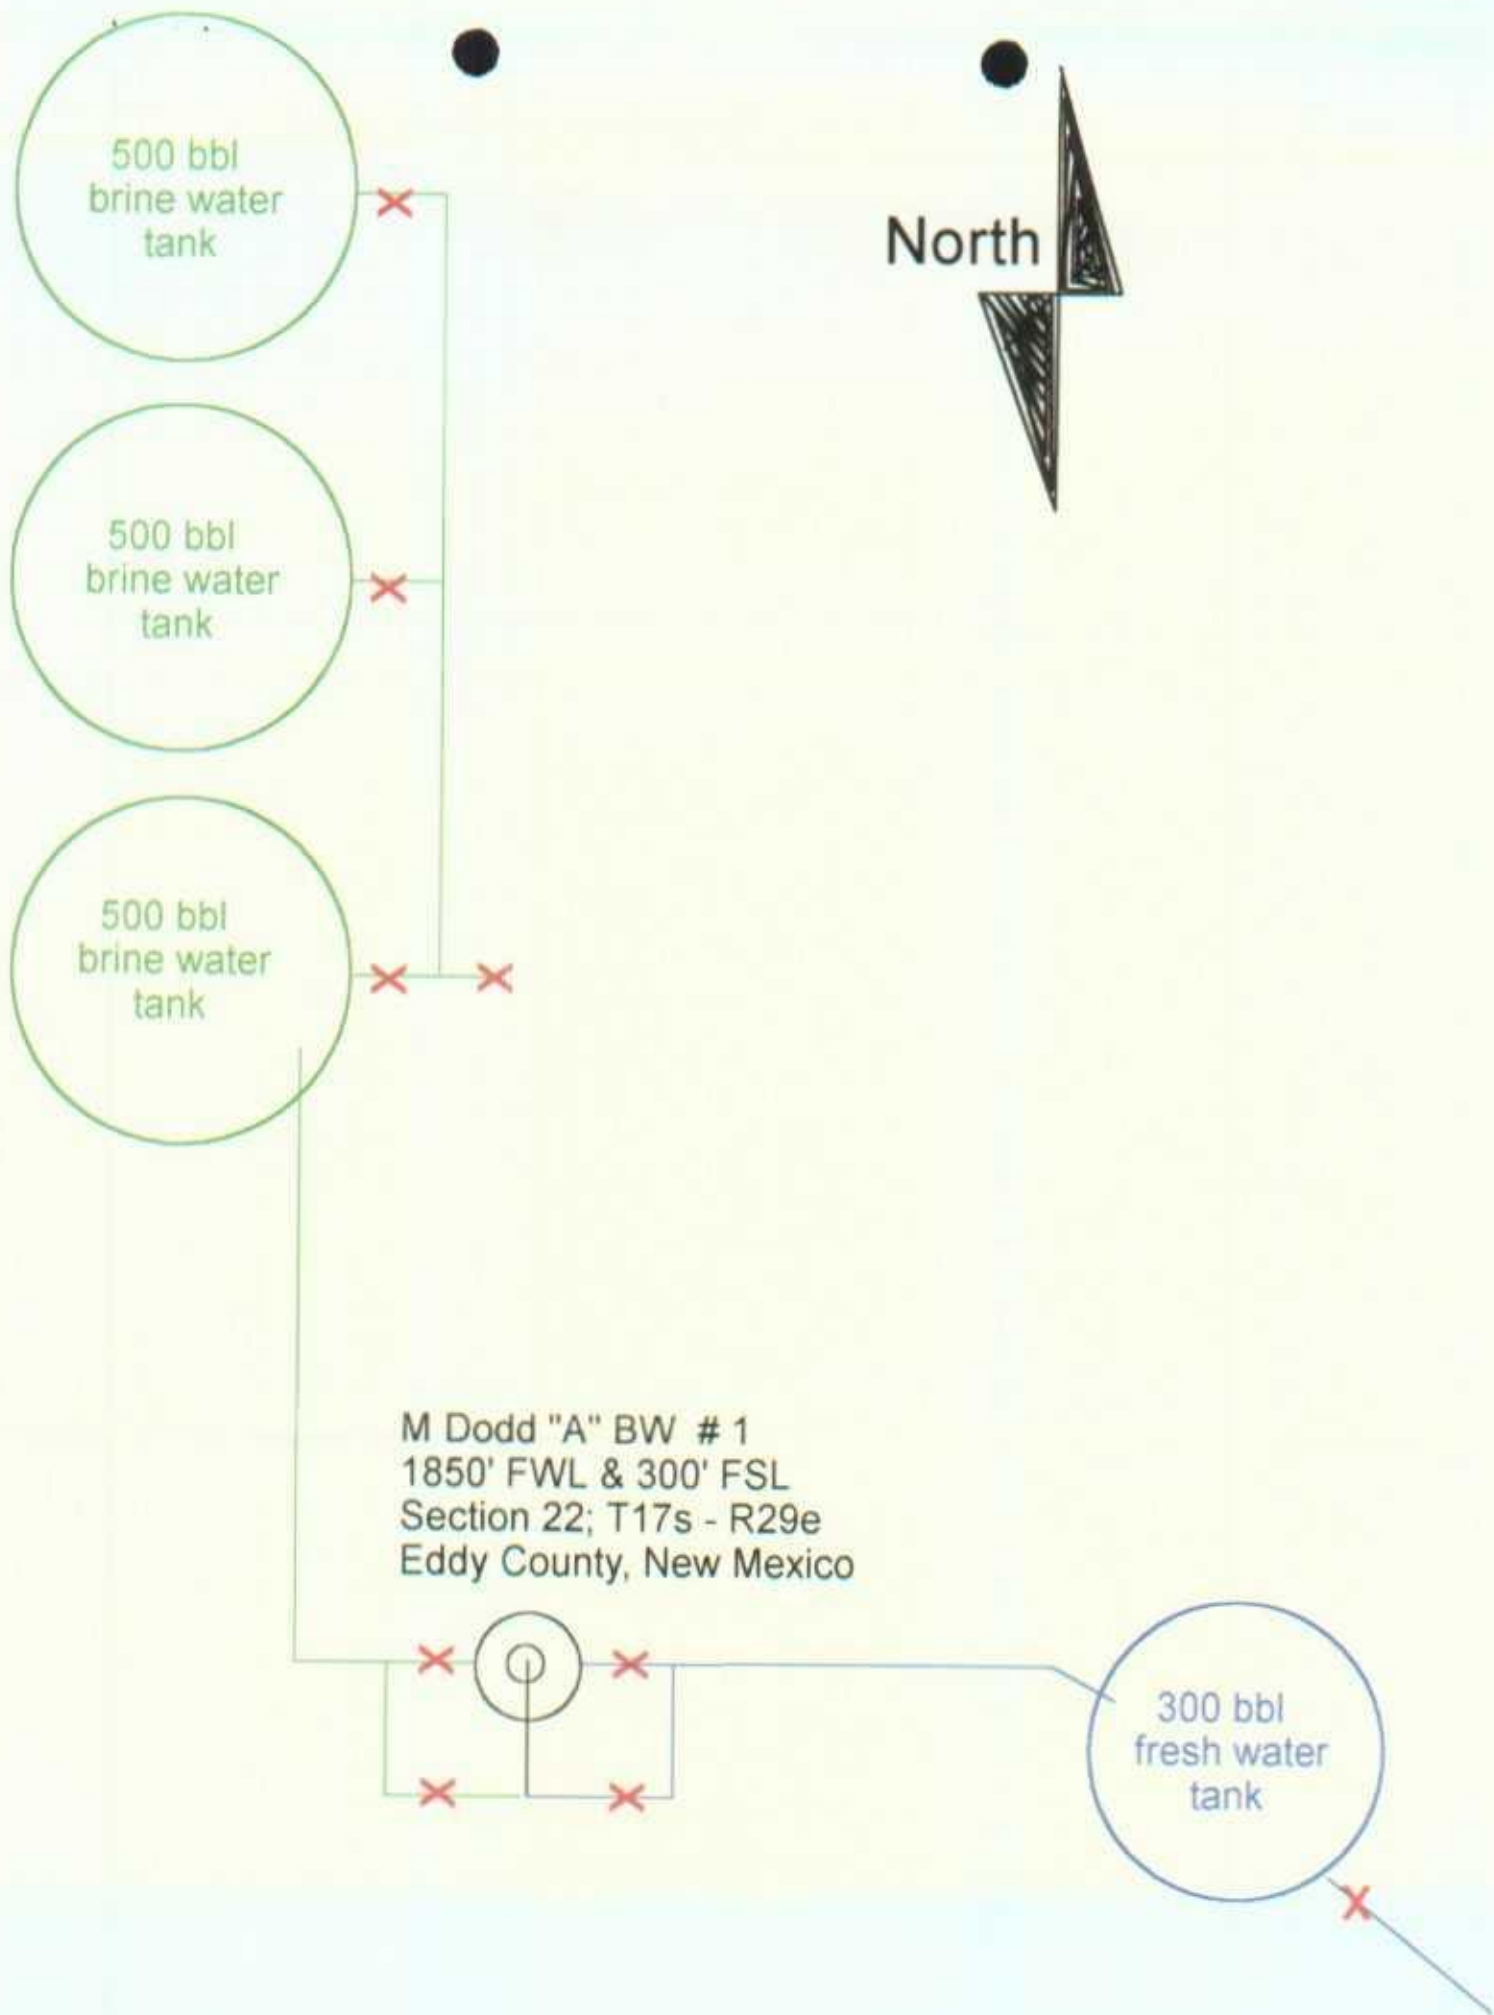 500 bbl
brine water
tank
North
500 bbl
brine water
tank
500 bbl
brine water
tank
M Dodd "A" BW # 1
1850' FWL & 300' FSL
Section 22; T17s - R29e
Eddy County, New Mexico
300 bbl
fresh water
tank